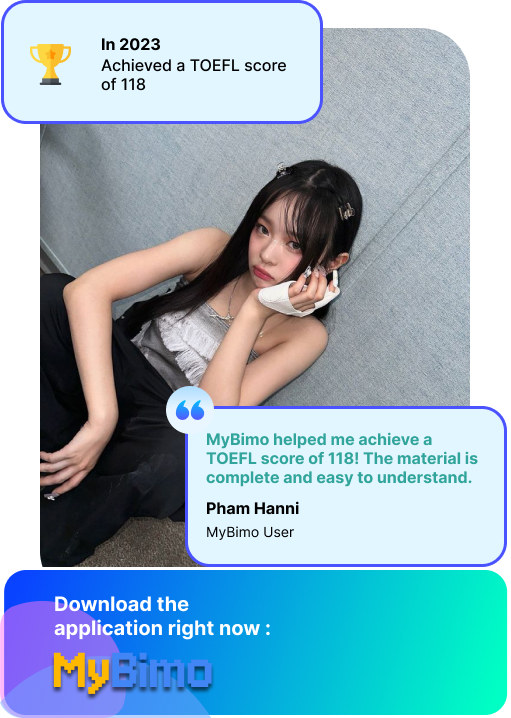 In 2023
Achieved a TOEFL score
of 118
MyBimo helped me achieve a
TOEFL score of 118! The material is
complete and easy to understand.
Pham Hanni
MyBimo User
Download the
application right now :
MyBimo